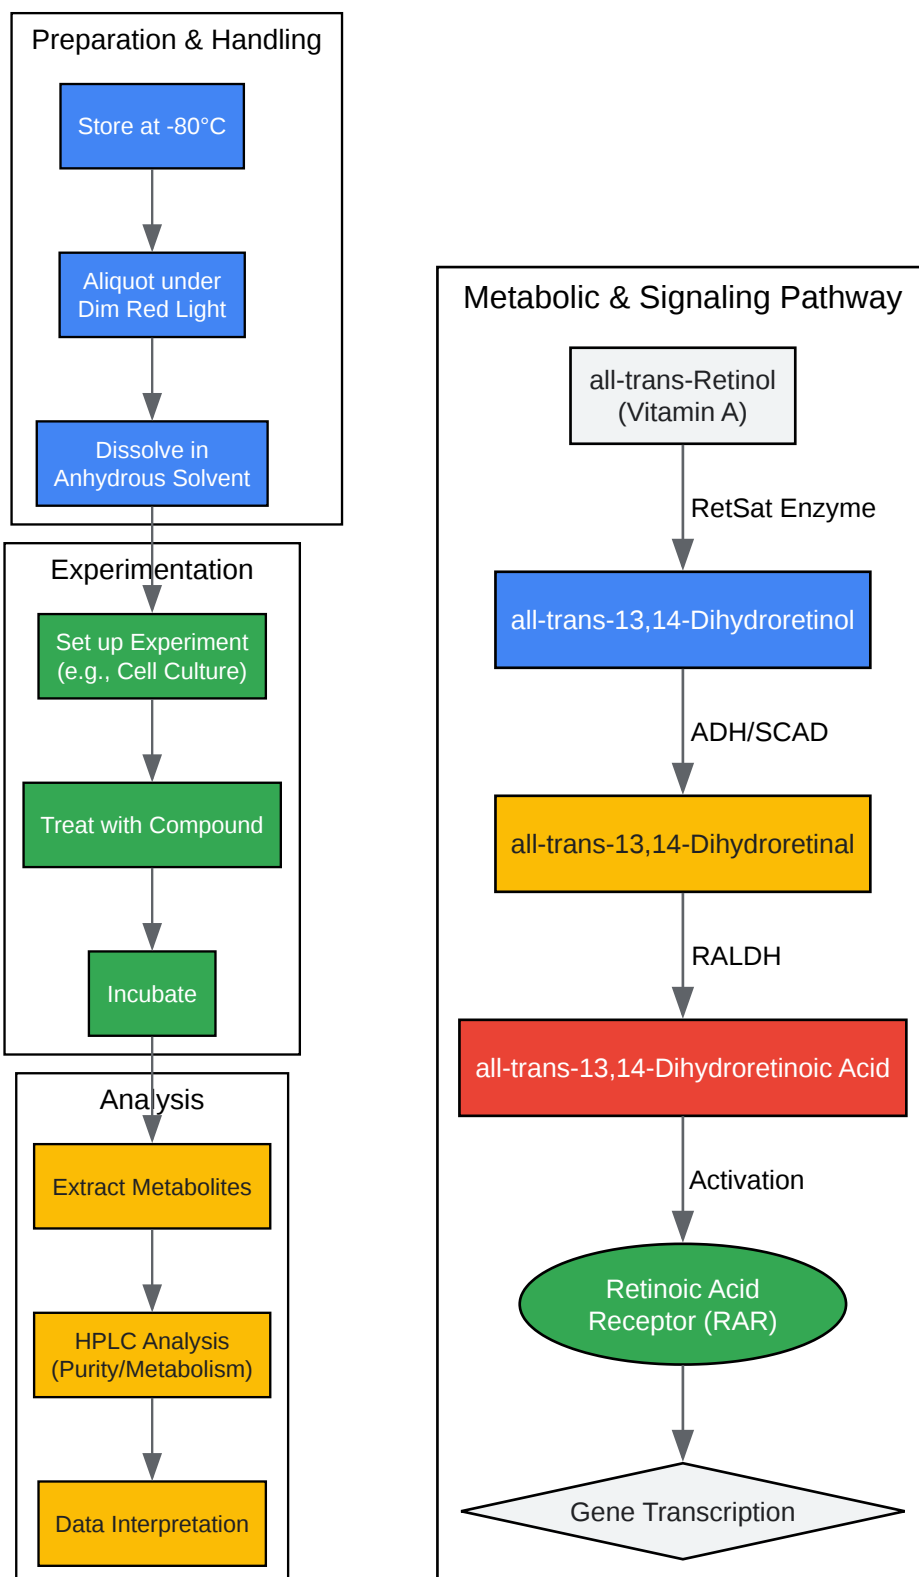 Preparation & Handling
Store at -80°C
Aliquot under
Dim Red Light
Dissolve in
Anhydrous Solvent
Experimentation
Set up Experiment
(e.g., Cell Culture)
Treat with Compound
Incubate
Analysis
Extract Metabolites
HPLC Analysis
(Purity/Metabolism)
Data Interpretation
Metabolic & Signaling Pathway
all-trans-Retinol
(Vitamin A)
RetSat Enzyme
all-trans-13,14-Dihydroretinol
ADH/SCAD
all-trans-13,14-Dihydroretinal
RALDH
all-trans-13,14-Dihydroretinoic Acid
Activation
Retinoic Acid
Receptor (RAR)
Gene Transcription